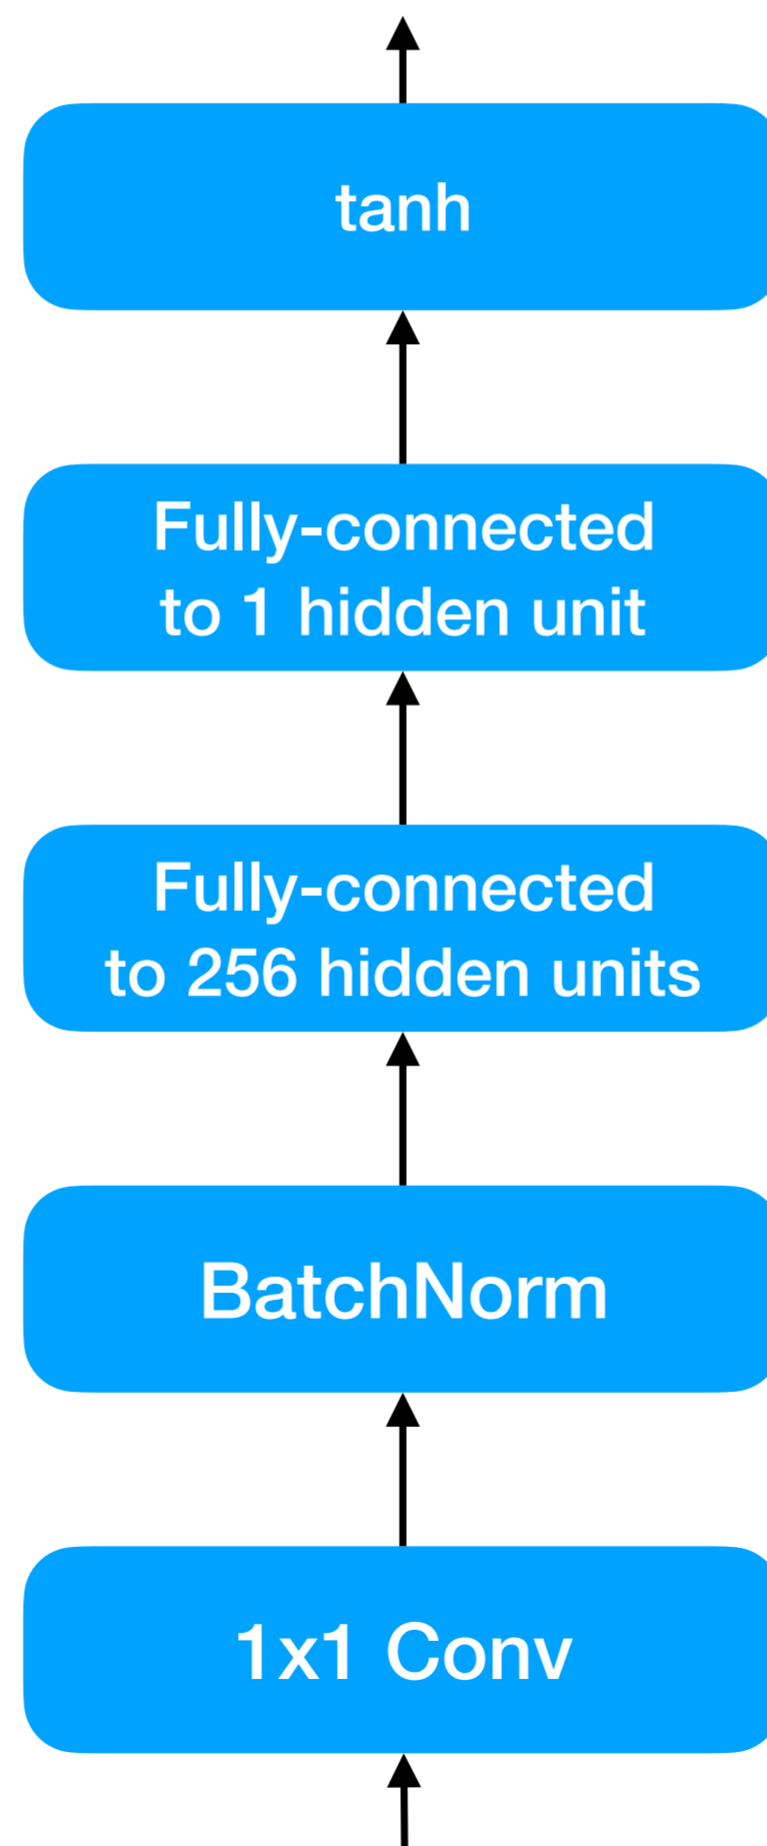 tanh
Fully-connected
to 1 hidden unit
Fully-connected
to 256 hidden units
BatchNorm
1x1 Conv